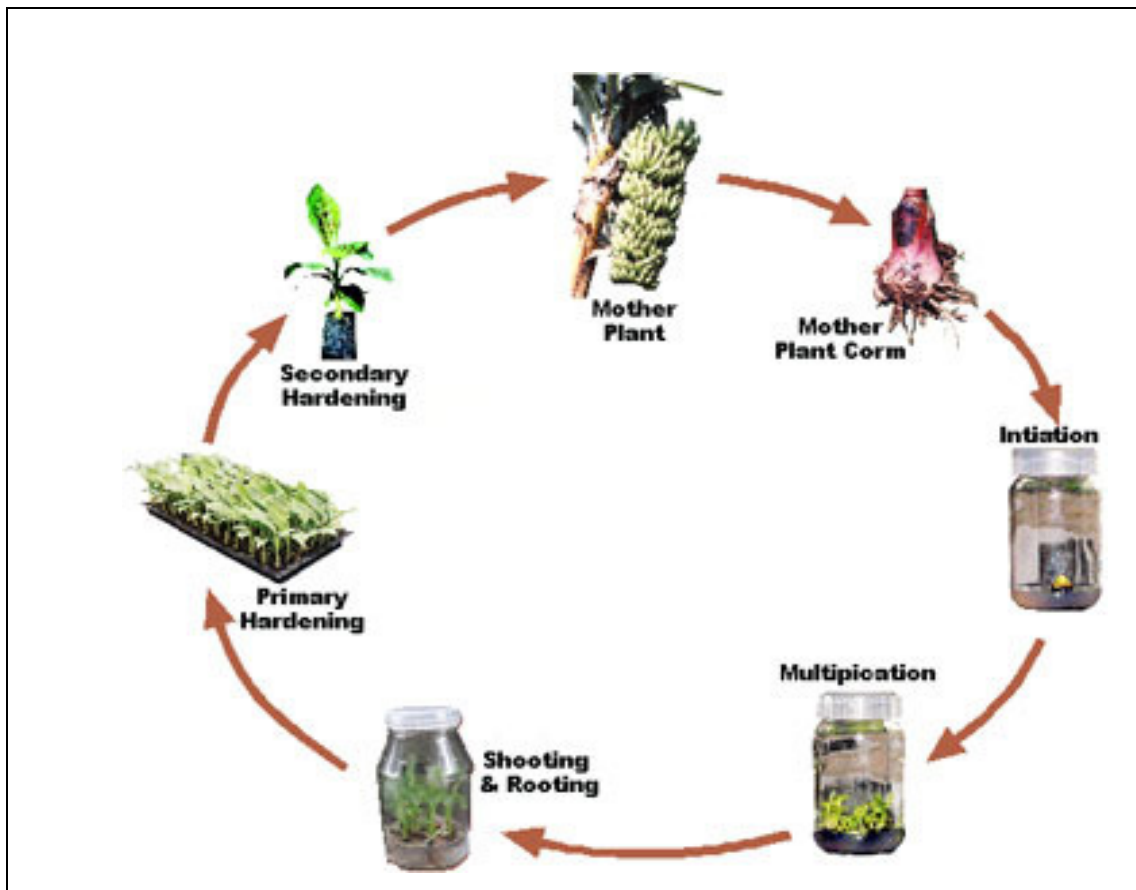 Mother
Plant
Mother
Plant Corm
Intiation
Multipication
Shooting
& Rooting
Primary
Hardening
Secondary
Hardening